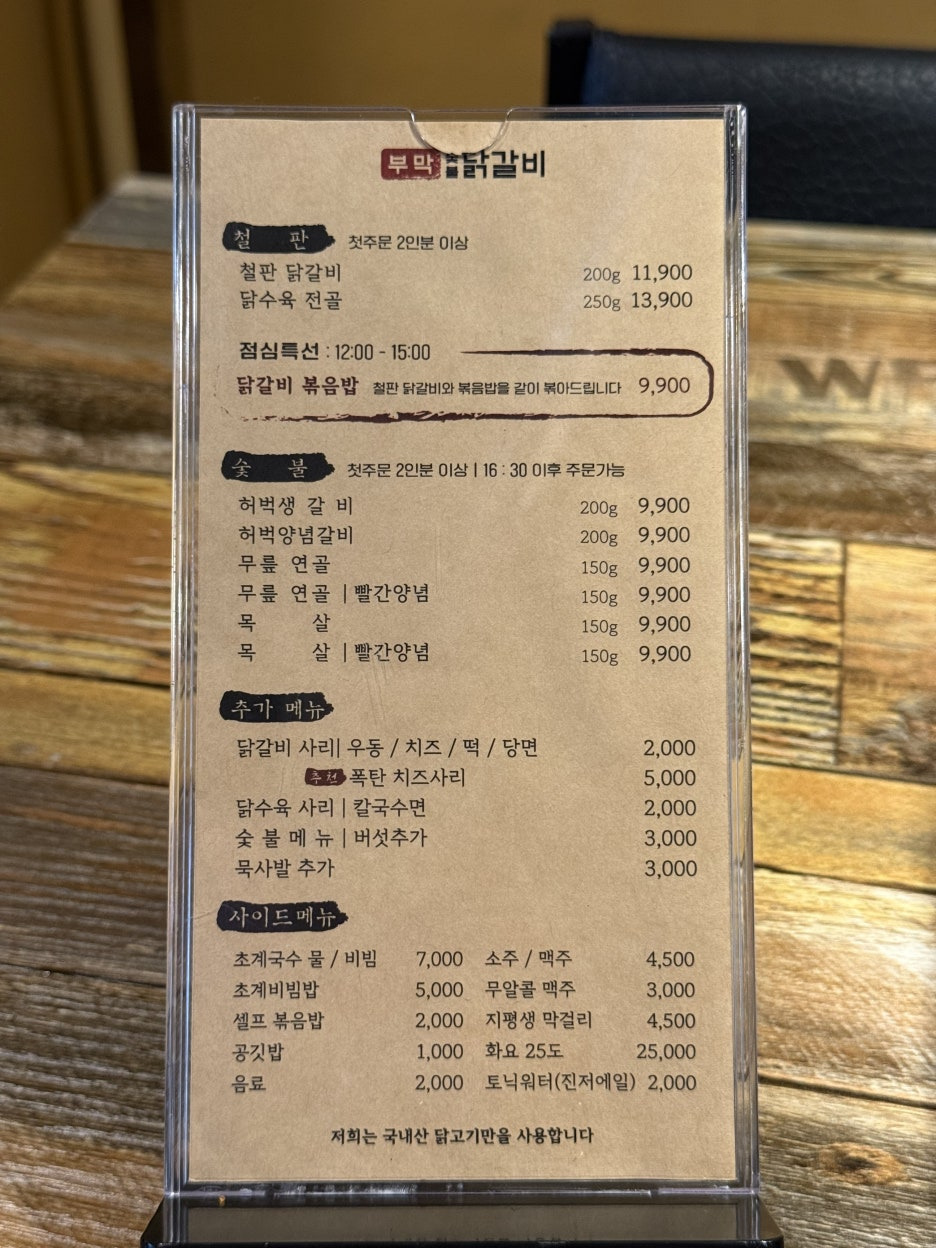 부막 숯불 닭갈비
철 판 첫주문 2인분 이상
철판 닭갈비 200g 11,900
닭수육 전골 250g 13,900
점심특선 : 12:00 - 15:00
닭갈비 볶음밥 철판 닭갈비와 볶음밥을 같이 볶아드립니다 9,900
숯 불 첫주문 2인분 이상 | 16 : 30 이후 주문가능
허벅생 갈 비 200g 9,900
허벅양념갈비 200g 9,900
무릎 연골 150g 9,900
무릎 연골 | 빨간양념 150g 9,900
목 살 150g 9,900
목 살 | 빨간양념 150g 9,900
추가 메뉴
닭갈비 사리| 우동 / 치즈 / 떡 / 당면 2,000
추천 폭탄 치즈사리 5,000
닭수육 사리 | 칼국수면 2,000
숯 불 메 뉴 | 버섯추가 3,000
묵사발 추가 3,000
사이드메뉴
초계국수 물 / 비빔 7,000 소주 / 맥주 4,500
초계비빔밥 5,000 무알콜 맥주 3,000
셀프 볶음밥 2,000 지평생 막걸리 4,500
공깃밥 1,000 화요 25도 25,000
음료 2,000 토닉워터(진저에일) 2,000
저희는 국내산 닭고기만을 사용합니다